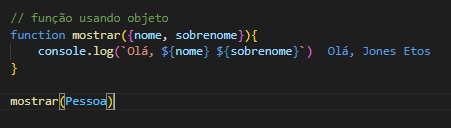 // função usando objeto
function mostrar({nome, sobrenome}){
    console.log(`Olá, ${nome} ${sobrenome}`)  Olá, Jones Etos
}

mostrar(Pessoa)